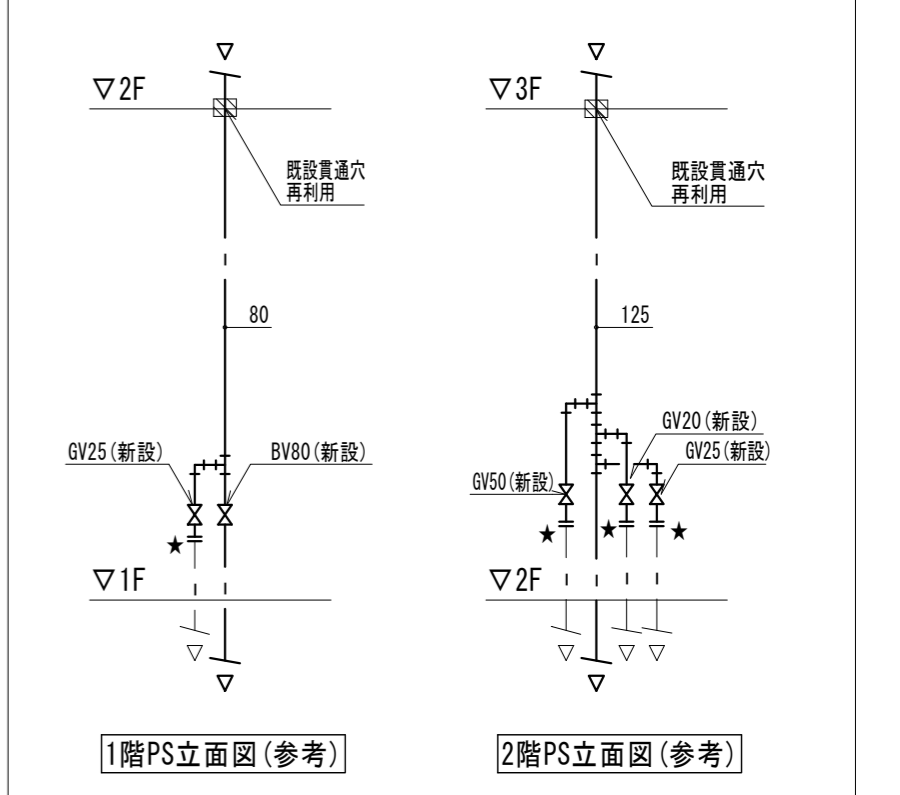 ▽2F
既設貫通穴
再利用
80
GV25(新設)
BV80(新設)
★
▽1F
1階PS立面図(参考)
▽3F
既設貫通穴
再利用
125
GV20(新設)
GV25(新設)
GV50(新設)
★
★
★
▽2F
2階PS立面図(参考)